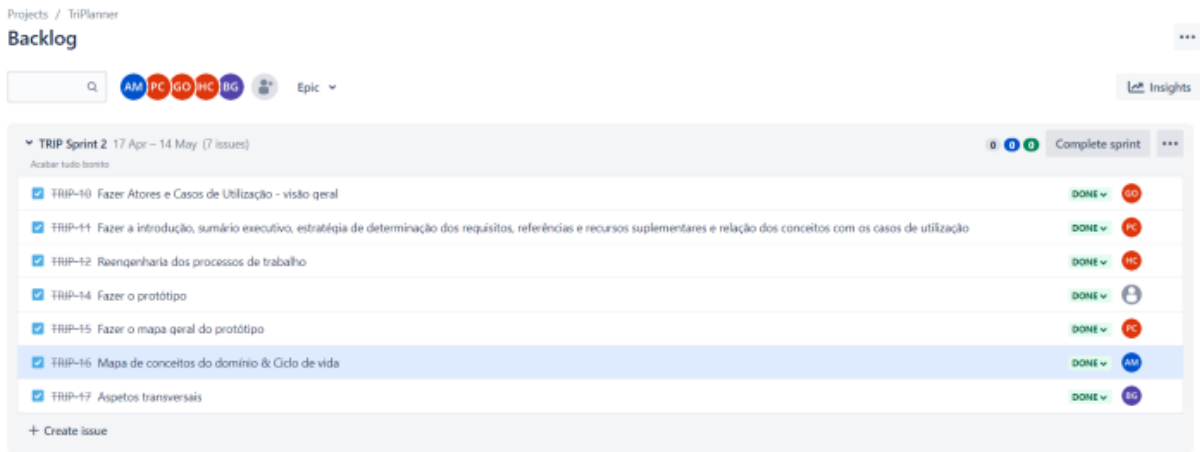 Projects / TriPlanner
Backlog
AM PC GO HC BG Epic
Insights
TRIP Sprint 2 17 Apr – 14 May (7 issues) 0 0 0 Complete sprint
Acabar tudo bonito
TRIP-10 Fazer Atores e Casos de Utilização - visão geral DONE GO
TRIP-11 Fazer a introdução, sumário executivo, estratégia de determinação dos requisitos, referências e recursos suplementares e relação dos conceitos com os casos de utilização DONE PC
TRIP-12 Reengenharia dos processos de trabalho DONE HC
TRIP-14 Fazer o protótipo DONE
TRIP-15 Fazer o mapa geral do protótipo DONE PC
TRIP-16 Mapa de conceitos do domínio & Ciclo de vida DONE AM
TRIP-17 Aspetos transversais DONE BG
+ Create issue